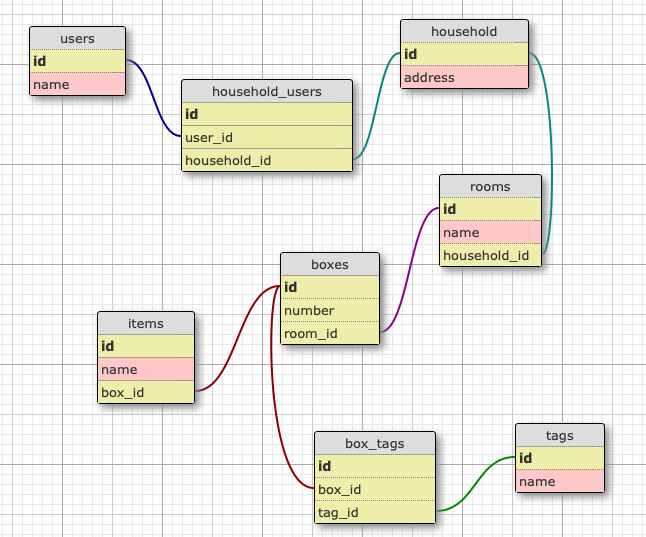 users
id
name
household
id
address
household_users
id
user_id
household_id
rooms
id
name
household_id
boxes
id
number
room_id
items
id
name
box_id
box_tags
id
box_id
tag_id
tags
id
name